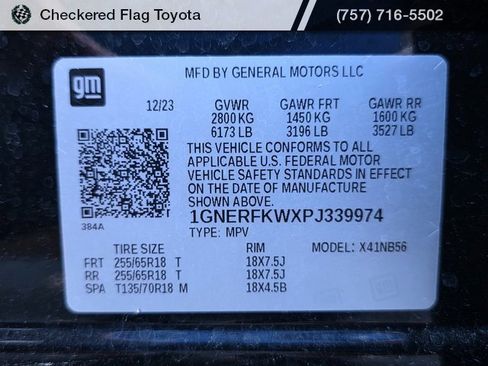 Checkered Flag Toyota
(757) 716-5502
gm
MFD BY GENERAL MOTORS LLC
12/23 GVWR GAWR FRT GAWR RR
2800 KG 1450 KG 1600 KG
6173 LB 3196 LB 3527 LB
THIS VEHICLE CONFORMS TO ALL
APPLICABLE U.S. FEDERAL MOTOR
VEHICLE SAFETY STANDARDS IN EFFECT
ON THE DATE OF MANUFACTURE
SHOWN ABOVE.
384A
1GNERFKWXPJ339974
TYPE: MPV
TIRE SIZE RIM MODEL: X41NB56
FRT 255/65R18 T 18X7.5J
RR 255/65R18 T 18X7.5J
SPA T135/70R18 M 18X4.5B